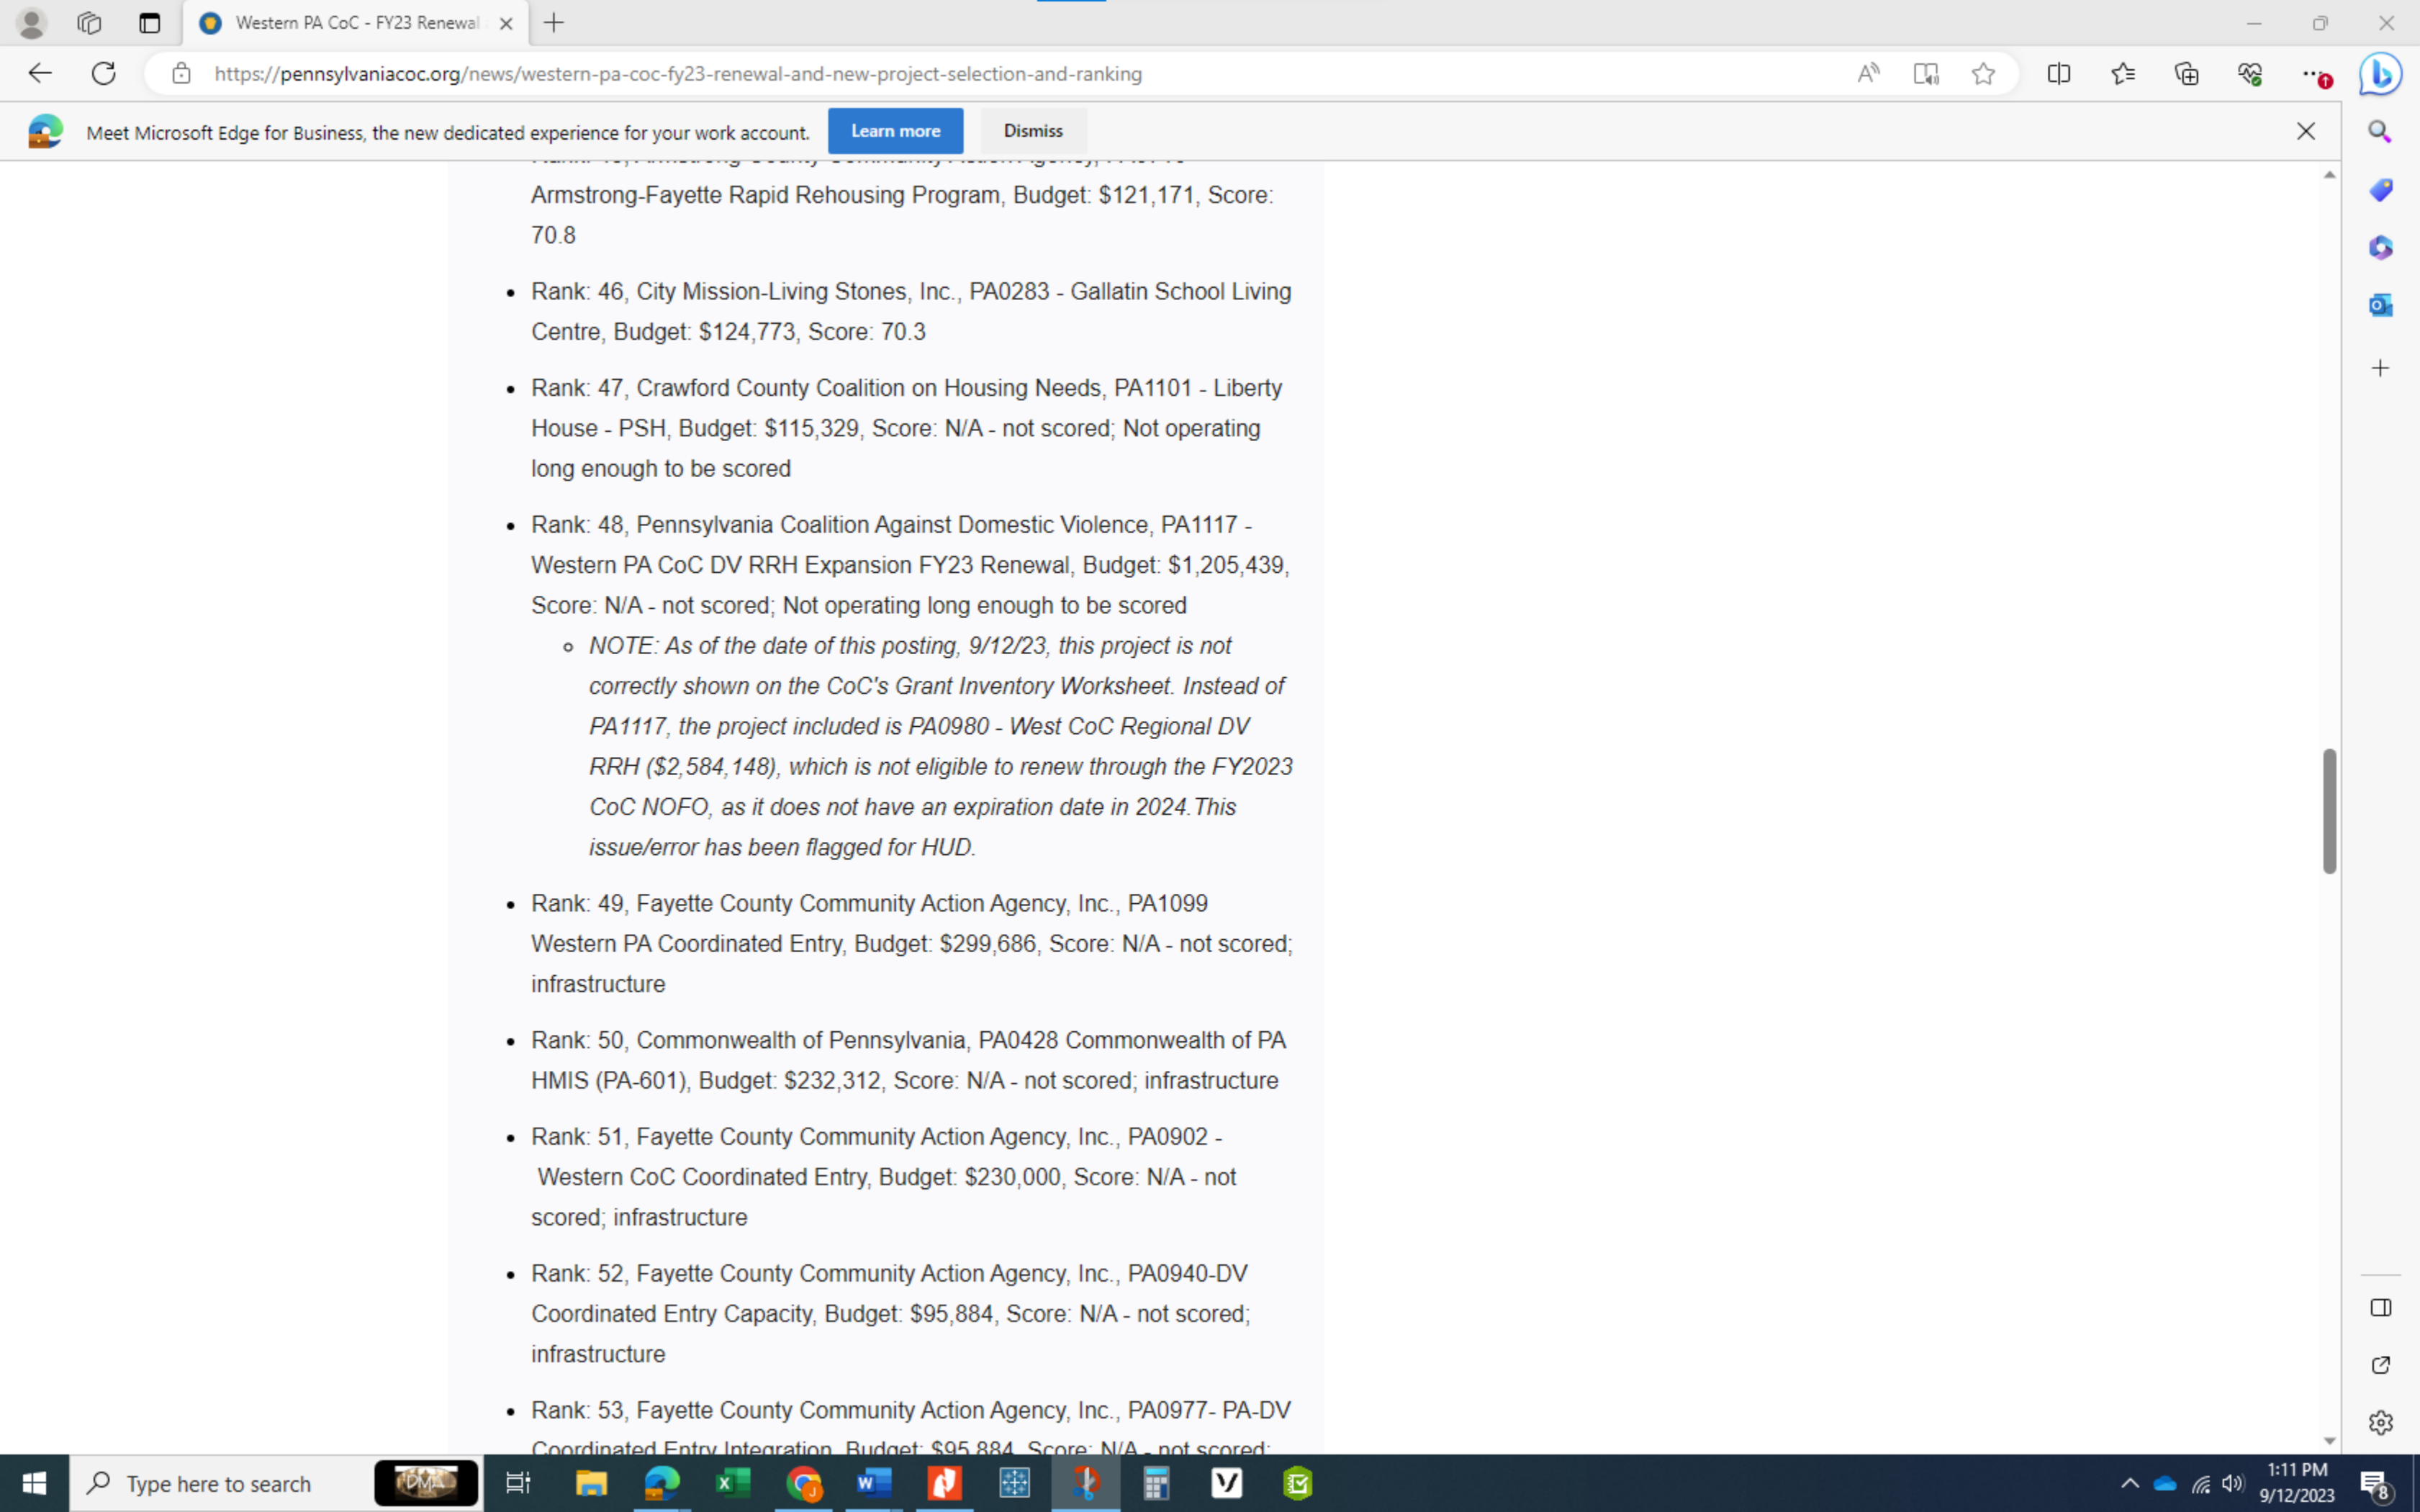 Western PA CoC - FY23 Renewal
https://pennsylvaniacoc.org/news/western-pa-coc-fy23-renewal-and-new-project-selection-and-ranking
Meet Microsoft Edge for Business, the new dedicated experience for your work account.
Learn more
Dismiss
Armstrong-Fayette Rapid Rehousing Program, Budget: $121,171, Score:
70.8
• Rank: 46, City Mission-Living Stones, Inc., PA0283 - Gallatin School Living
Centre, Budget: $124,773, Score: 70.3
• Rank: 47, Crawford County Coalition on Housing Needs, PA1101 - Liberty
House - PSH, Budget: $115,329, Score: N/A - not scored; Not operating
long enough to be scored
• Rank: 48, Pennsylvania Coalition Against Domestic Violence, PA1117 -
Western PA CoC DV RRH Expansion FY23 Renewal, Budget: $1,205,439,
Score: N/A - not scored; Not operating long enough to be scored
○ NOTE: As of the date of this posting, 9/12/23, this project is not
correctly shown on the CoC's Grant Inventory Worksheet. Instead of
PA1117, the project included is PA0980 - West CoC Regional DV
RRH ($2,584,148), which is not eligible to renew through the FY2023
CoC NOFO, as it does not have an expiration date in 2024.This
issue/error has been flagged for HUD.
• Rank: 49, Fayette County Community Action Agency, Inc., PA1099
Western PA Coordinated Entry, Budget: $299,686, Score: N/A - not scored;
infrastructure
• Rank: 50, Commonwealth of Pennsylvania, PA0428 Commonwealth of PA
HMIS (PA-601), Budget: $232,312, Score: N/A - not scored; infrastructure
• Rank: 51, Fayette County Community Action Agency, Inc., PA0902 -
Western CoC Coordinated Entry, Budget: $230,000, Score: N/A - not
scored; infrastructure
• Rank: 52, Fayette County Community Action Agency, Inc., PA0940-DV
Coordinated Entry Capacity, Budget: $95,884, Score: N/A - not scored;
infrastructure
• Rank: 53, Fayette County Community Action Agency, Inc., PA0977- PA-DV
Coordinated Entry Integration, Budget: $95,884, Score: N/A - not scored;
Type here to search
DMA
1:11 PM
9/12/2023
8